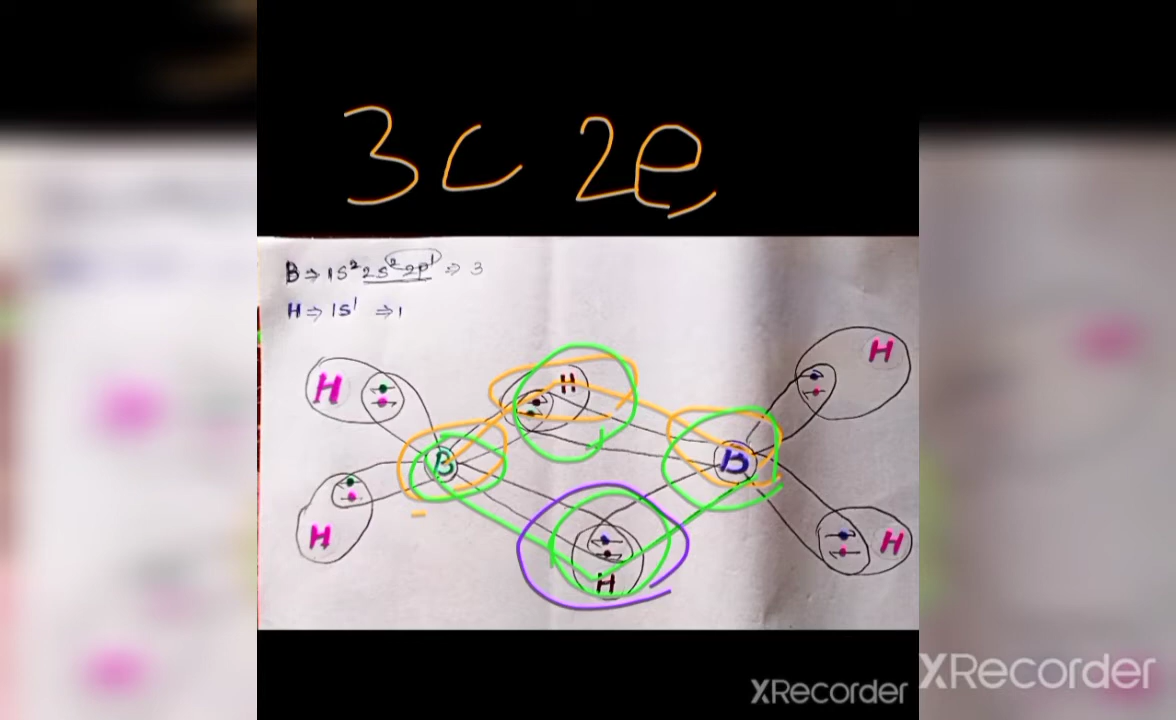 3c 2e
B ⇒ 1s² 2s² 2p¹ ⇒ 3
H ⇒ 1s¹ ⇒ 1
H
H
H
H
B
B
H
H
H
XRecorder
XRecorder